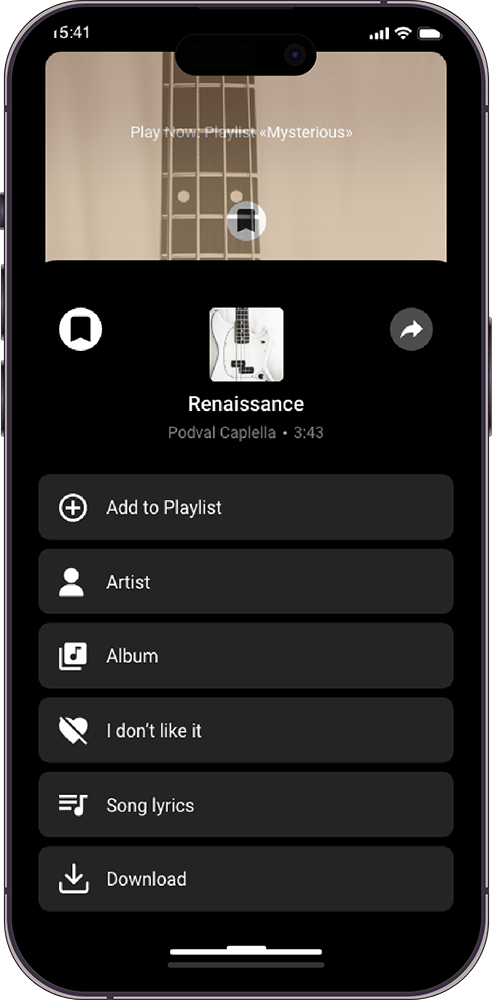 15:41
Play Now: Playlist «Mysterious»
Renaissance
Podval Caplella • 3:43
Add to Playlist
Artist
Album
I don't like it
Song lyrics
Download